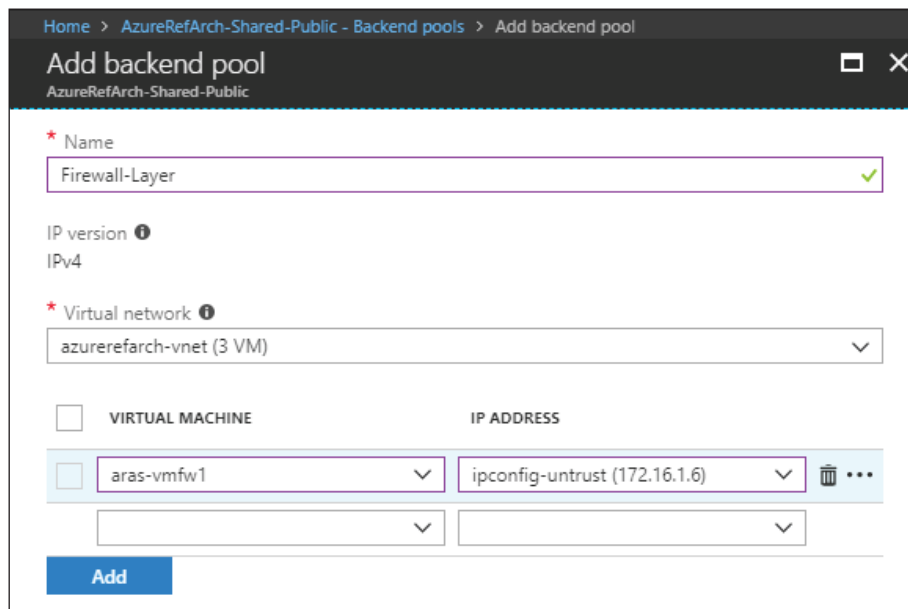 Home > AzureRefArch-Shared-Public - Backend pools > Add backend pool
Add backend pool
AzureRefArch-Shared-Public
* Name
Firewall-Layer
IP version
IPv4
* Virtual network
azurerefarch-vnet (3 VM)
VIRTUAL MACHINE IP ADDRESS
aras-vmfw1 ipconfig-untrust (172.16.1.6)
Add